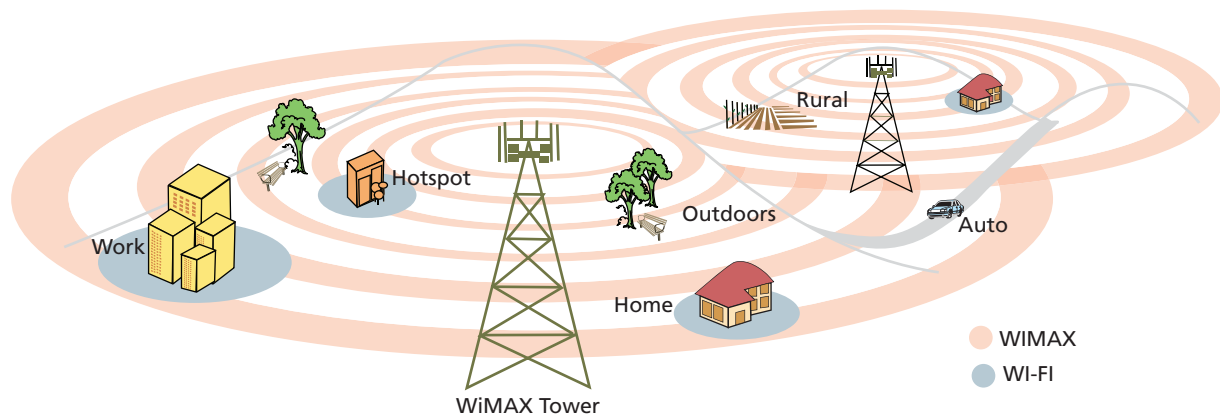 Rural
Hotspot
Outdoors
Auto
Work
Home
WIMAX
WI-FI
WiMAX Tower